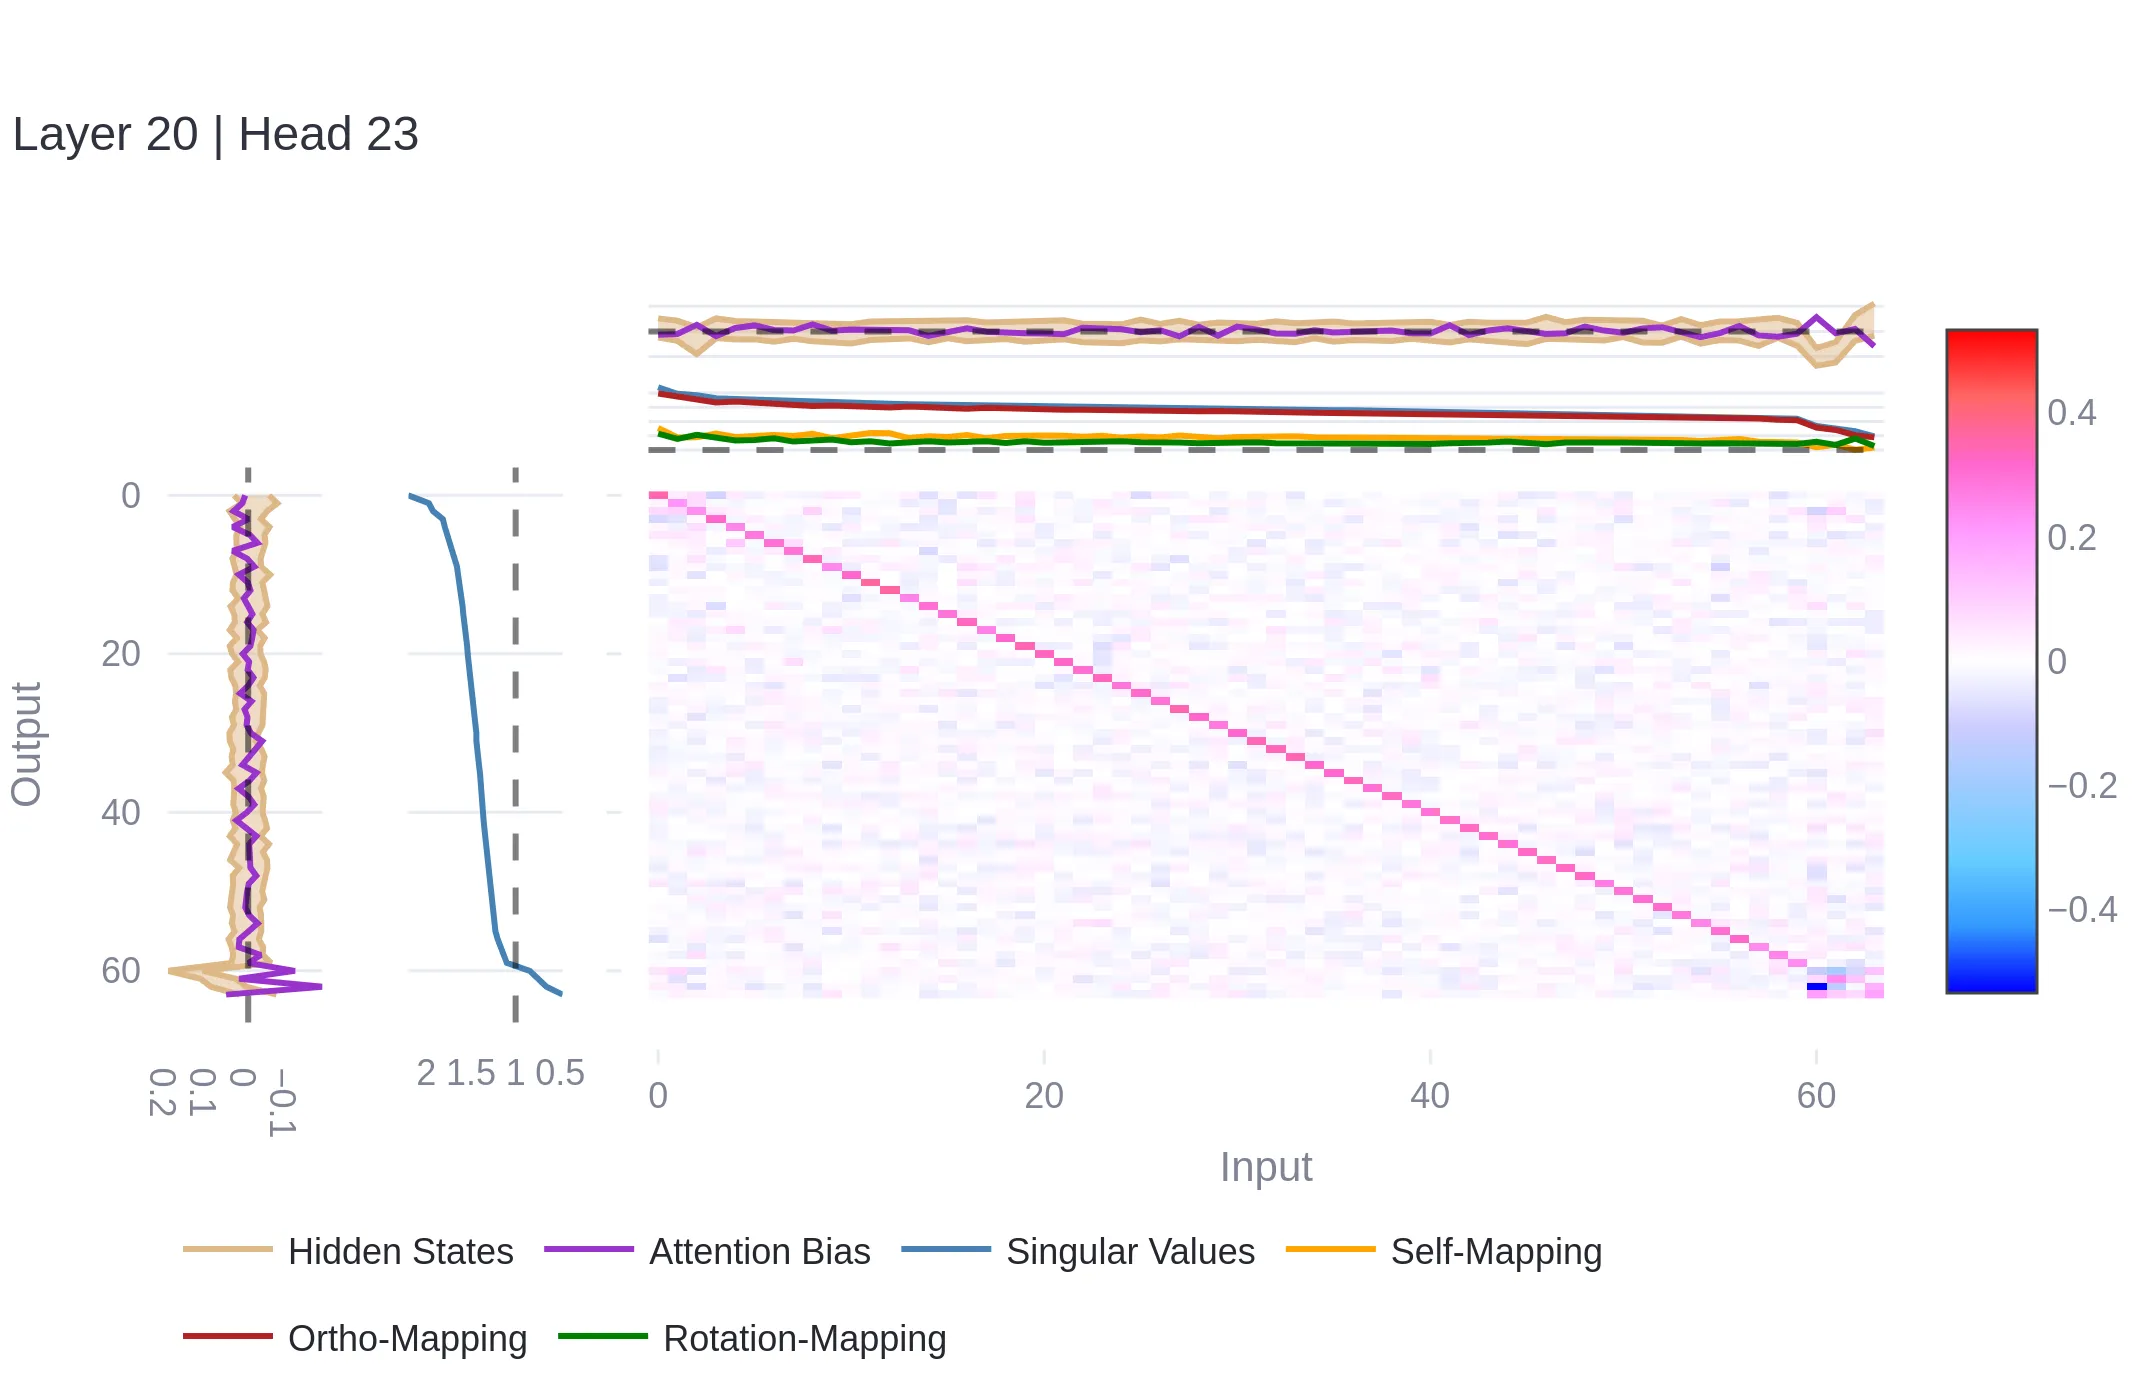 Layer 20 | Head 23
0
20
40
60
Output
0.2
0.1
0
−0.1
2 1.5 1 0.5
0 20 40 60
Input
0.4
0.2
0
−0.2
−0.4
Hidden States Attention Bias Singular Values Self-Mapping
Ortho-Mapping Rotation-Mapping